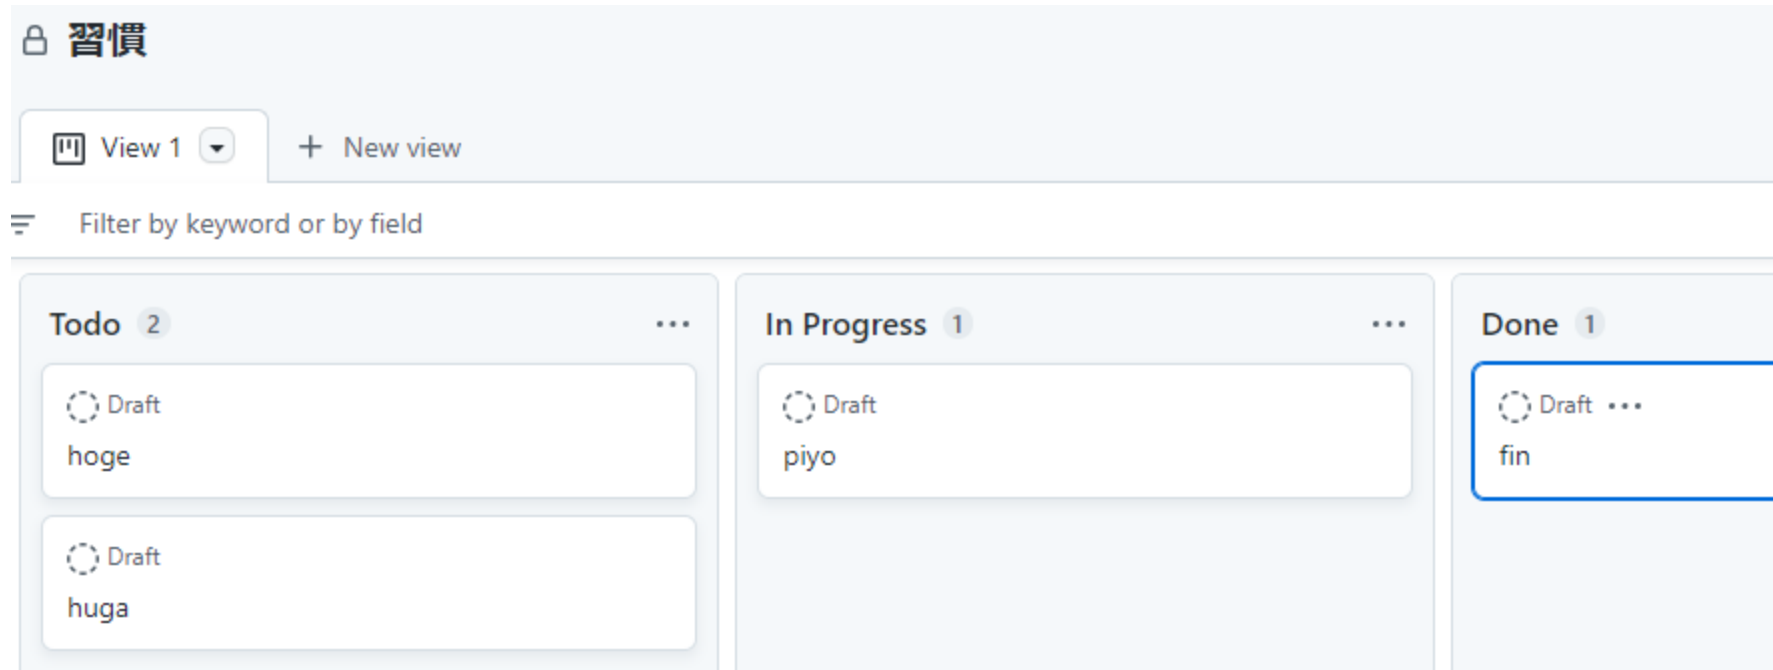 習慣
View 1
New view
Filter by keyword or by field
Todo 2
Draft
hoge
Draft
huga
In Progress 1
Draft
piyo
Done 1
Draft
fin